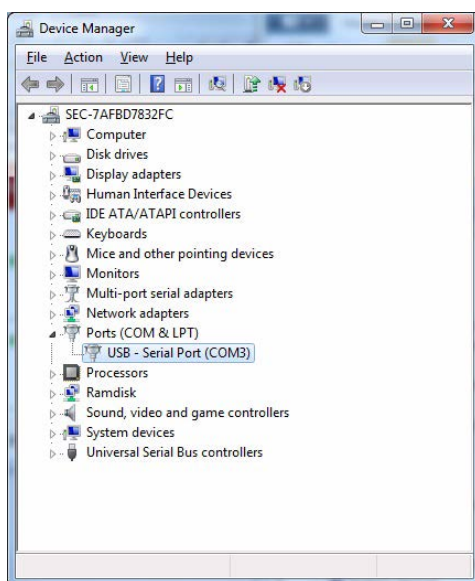 Device Manager
File Action View Help
SEC-7AFBD7832FC
Computer
Disk drives
Display adapters
Human Interface Devices
IDE ATA/ATAPI controllers
Keyboards
Mice and other pointing devices
Monitors
Multi-port serial adapters
Network adapters
Ports (COM & LPT)
USB - Serial Port (COM3)
Processors
Ramdisk
Sound, video and game controllers
System devices
Universal Serial Bus controllers